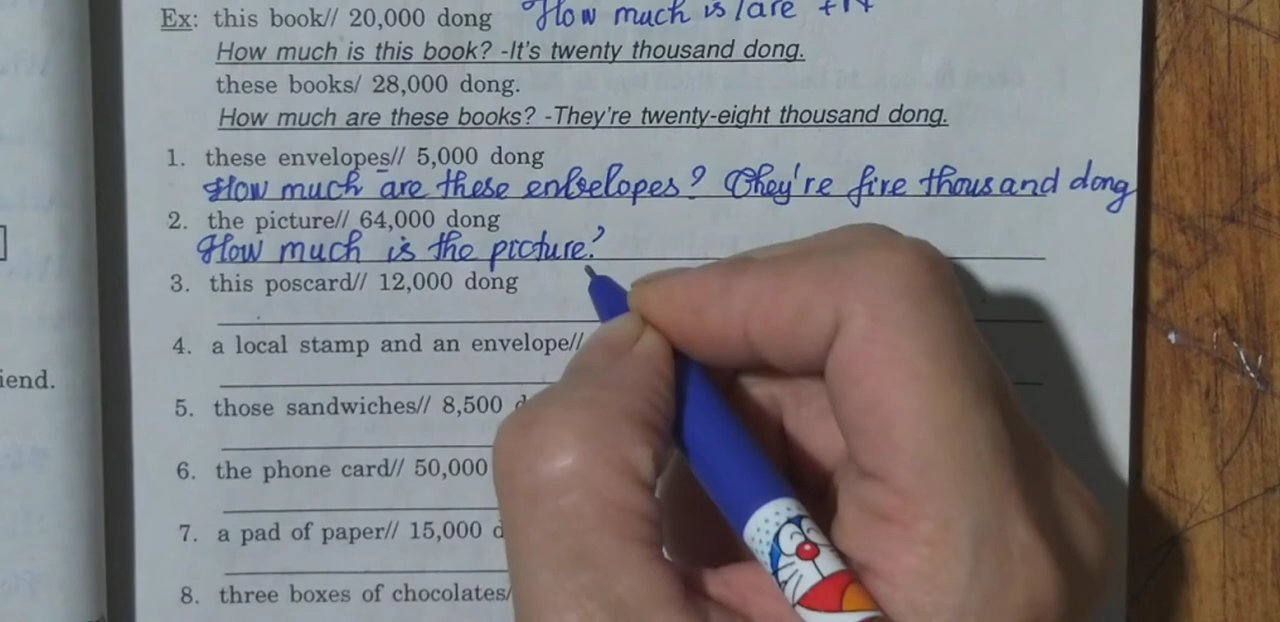 Ex: this book// 20,000 dong How much is/are + N
How much is this book? -It's twenty thousand dong.
these books/ 28,000 dong.
How much are these books? -They're twenty-eight thousand dong.
1. these envelopes// 5,000 dong
How much are these envelopes? They're five thousand dong
2. the picture// 64,000 dong
How much is the picture?
3. this poscard// 12,000 dong
4. a local stamp and an envelope//
iend.
5. those sandwiches// 8,500 d
6. the phone card// 50,000
7. a pad of paper// 15,000 d
8. three boxes of chocolates/